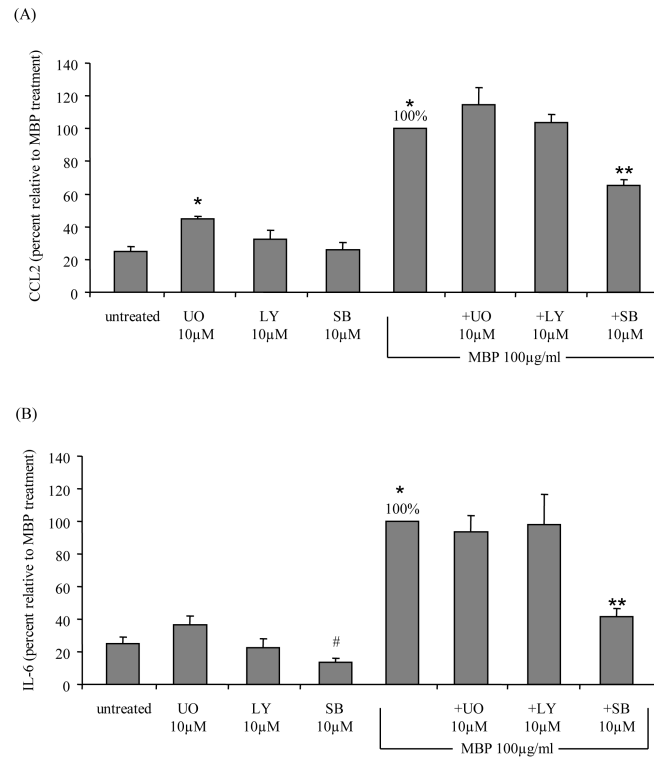 (A)
CCL2 (percent relative to MBP treatment)
140
120
100
80
60
40
20
0
*
*
100%
**
untreated
UO
10µM
LY
10µM
SB
10µM
+UO
10µM
+LY
10µM
+SB
10µM
MBP 100µg/ml
(B)
IL-6 (percent relative to MBP treatment)
140
120
100
80
60
40
20
0
#
*
100%
**
untreated
UO
10µM
LY
10µM
SB
10µM
+UO
10µM
+LY
10µM
+SB
10µM
MBP 100µg/ml